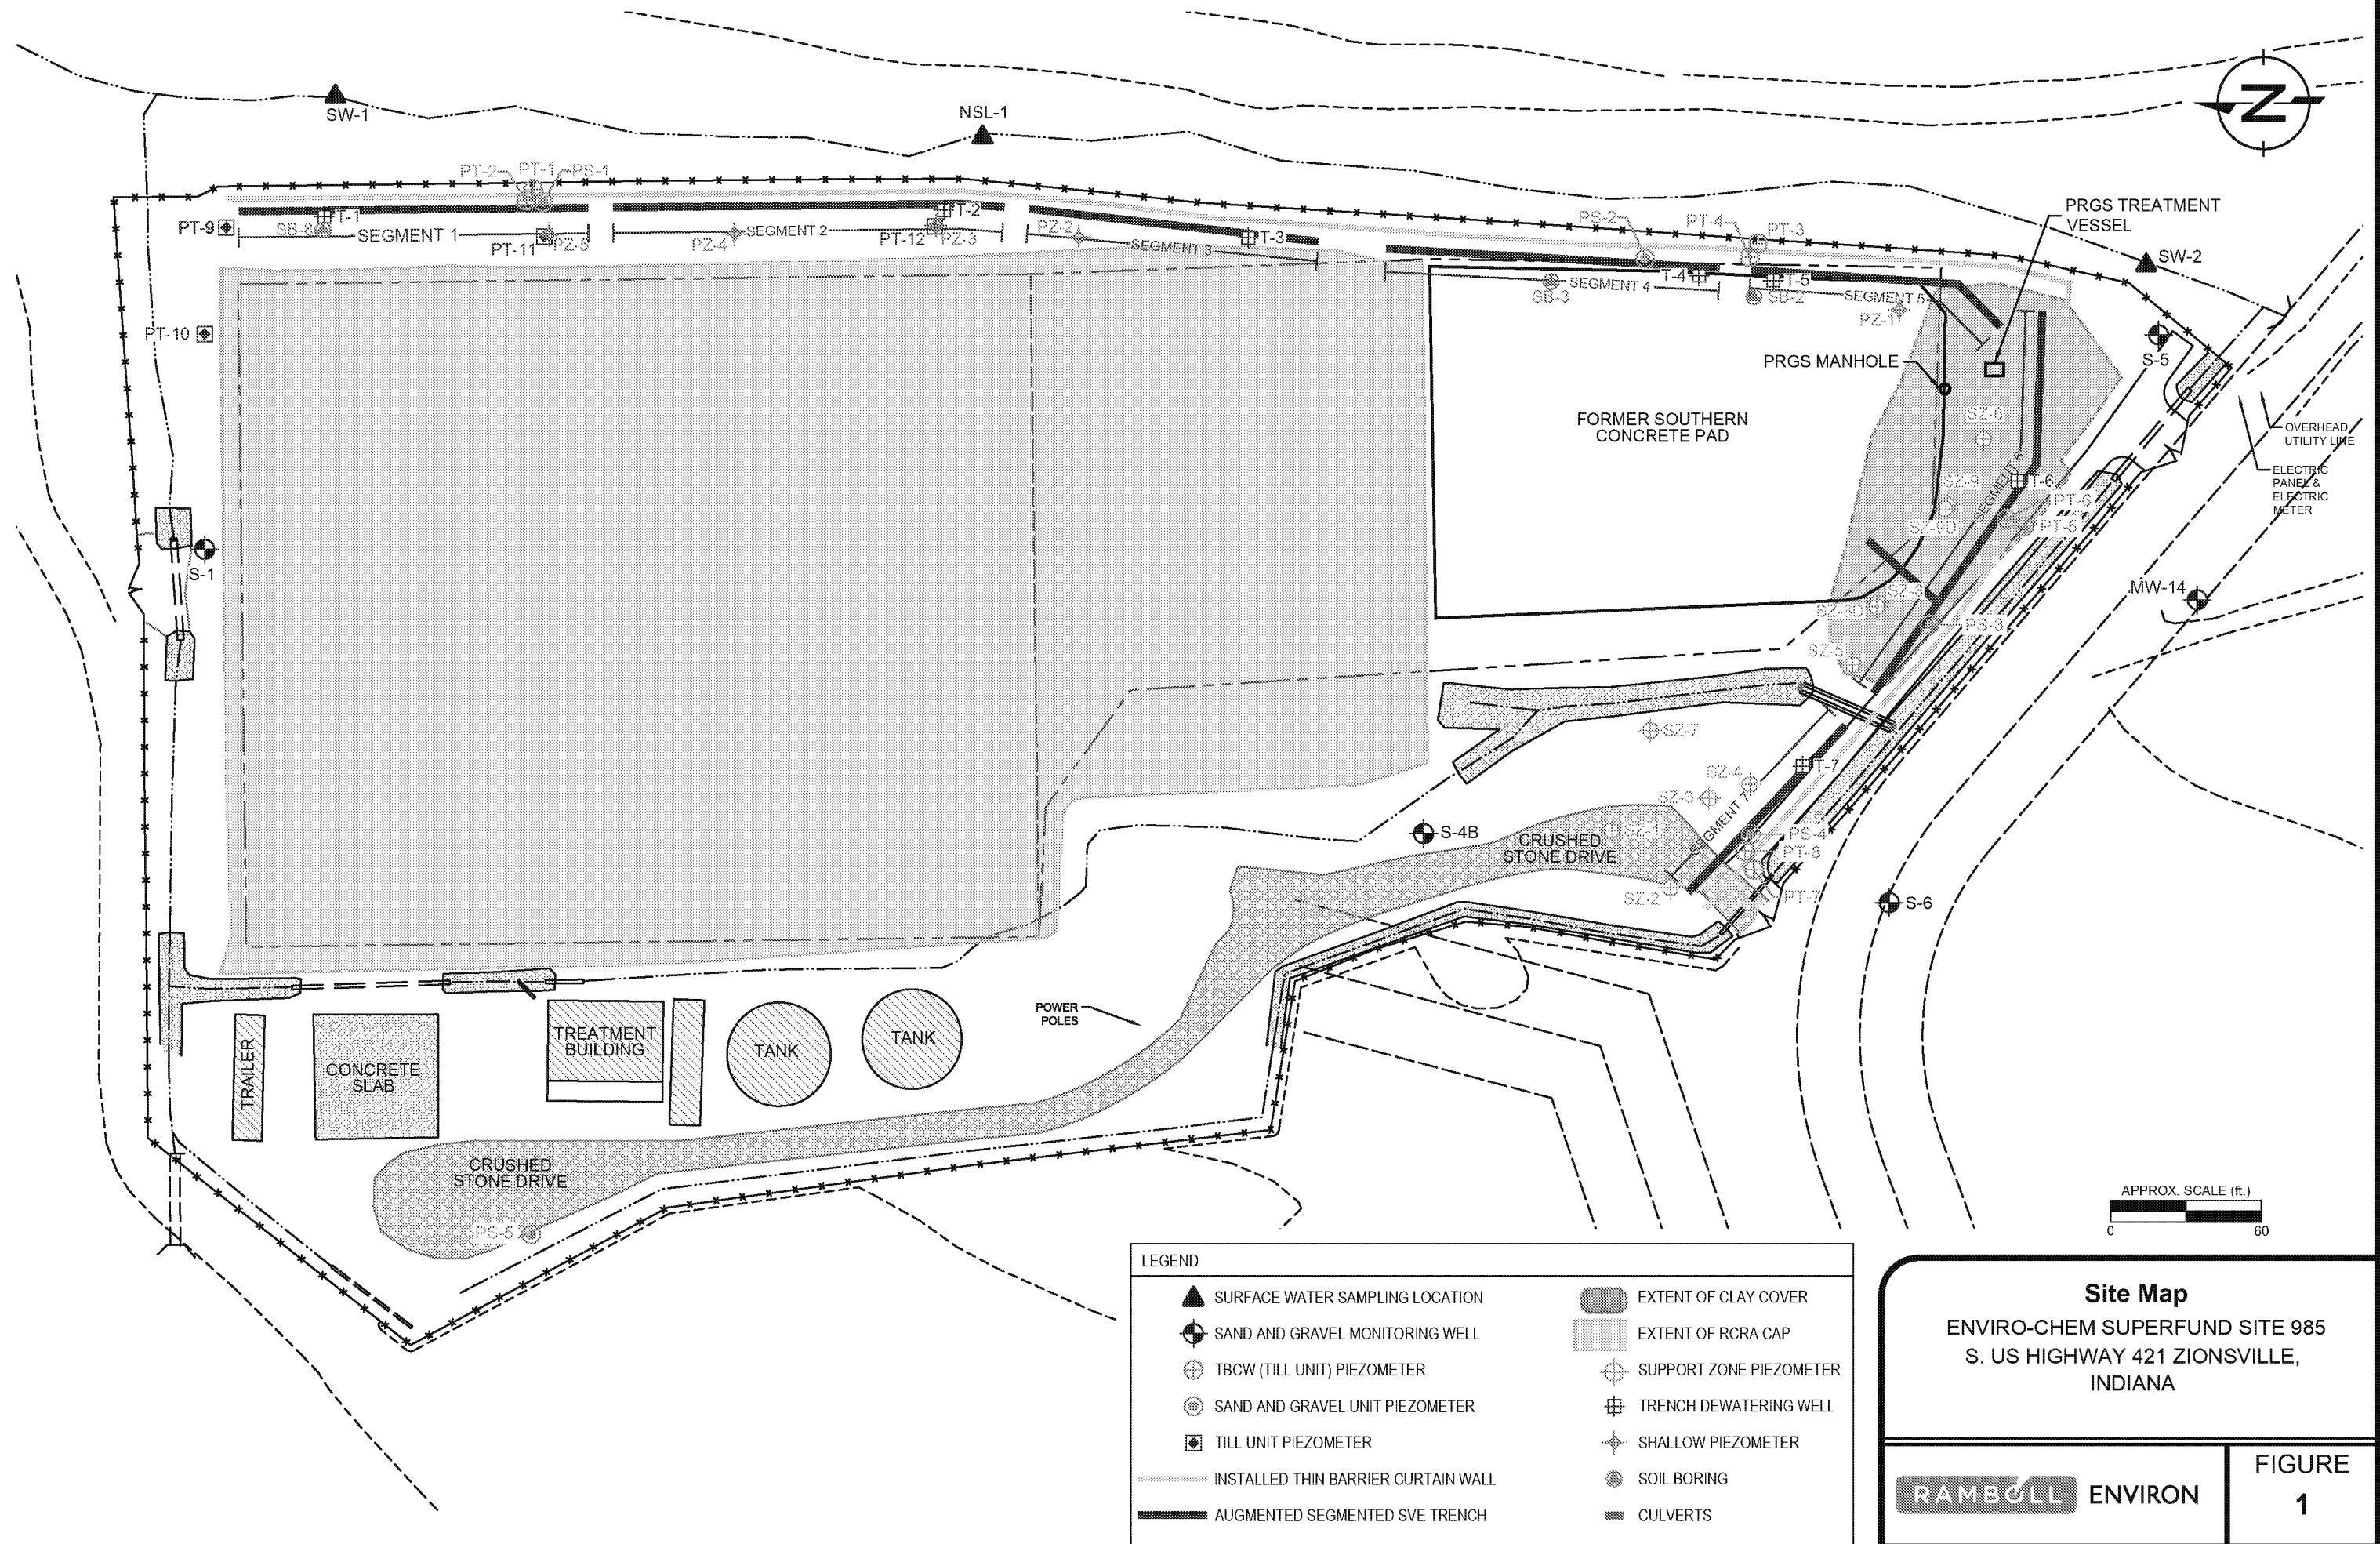 SW-1
NSL-1
N
PT-2
PT-1
PS-1
PRGS TREATMENT
VESSEL
PT-9
SB-8
T-1
SEGMENT 1
PT-11
PZ-5
PZ-4
SEGMENT 2
T-2
PT-12
PZ-3
PZ-2
SEGMENT 3
T-3
PS-2
PT-4
PT-3
SW-2
T-4
T-5
SB-3
SEGMENT 4
SB-2
SEGMENT 5
PZ-1
PT-10
S-5
PRGS MANHOLE
FORMER SOUTHERN
CONCRETE PAD
SZ-6
OVERHEAD
UTILITY LINE
ELECTRIC
PANEL &
ELECTRIC
METER
SEGMENT 6
T-6
SZ-9
PT-6
SZ-9D
PT-5
S-1
MW-14
SZ-8
SZ-8D
PS-3
SZ-5
SZ-7
T-7
SZ-4
SZ-3
SEGMENT 7
S-4B
SZ-1
PS-4
CRUSHED
STONE DRIVE
PT-8
SZ-2
PT-7
S-6
POWER
POLES
TRAILER
CONCRETE
SLAB
TREATMENT
BUILDING
TANK
TANK
CRUSHED
STONE DRIVE
PS-5
APPROX. SCALE (ft.)
0 60
LEGEND
SURFACE WATER SAMPLING LOCATION
SAND AND GRAVEL MONITORING WELL
TBCW (TILL UNIT) PIEZOMETER
SAND AND GRAVEL UNIT PIEZOMETER
TILL UNIT PIEZOMETER
INSTALLED THIN BARRIER CURTAIN WALL
AUGMENTED SEGMENTED SVE TRENCH
EXTENT OF CLAY COVER
EXTENT OF RCRA CAP
SUPPORT ZONE PIEZOMETER
TRENCH DEWATERING WELL
SHALLOW PIEZOMETER
SOIL BORING
CULVERTS
Site Map
ENVIRO-CHEM SUPERFUND SITE 985
S. US HIGHWAY 421 ZIONSVILLE,
INDIANA
RAMBOLL ENVIRON
FIGURE
1